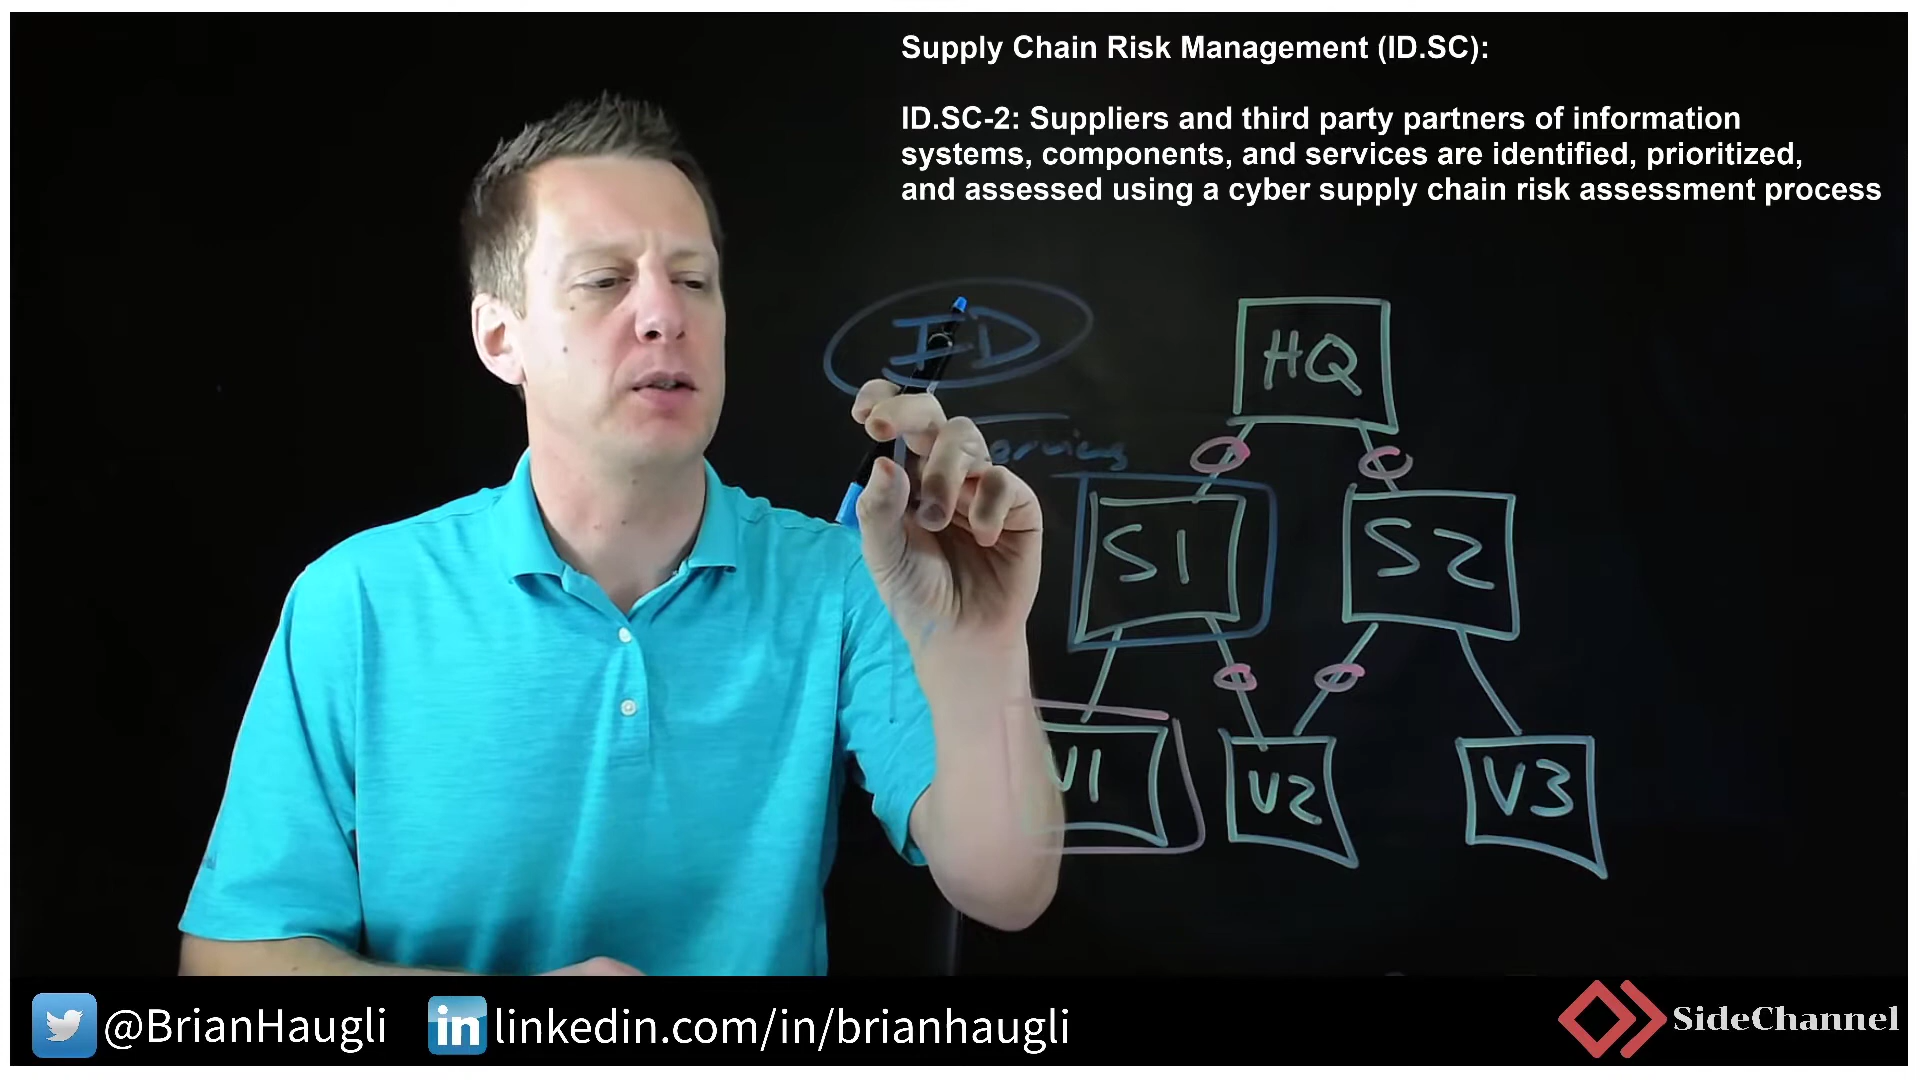 Supply Chain Risk Management (ID.SC):
ID.SC-2: Suppliers and third party partners of information
systems, components, and services are identified, prioritized,
and assessed using a cyber supply chain risk assessment process
ID
HQ
S1 S2
V1 V2 V3
@BrianHaugli linkedin.com/in/brianhaugli SideChannel